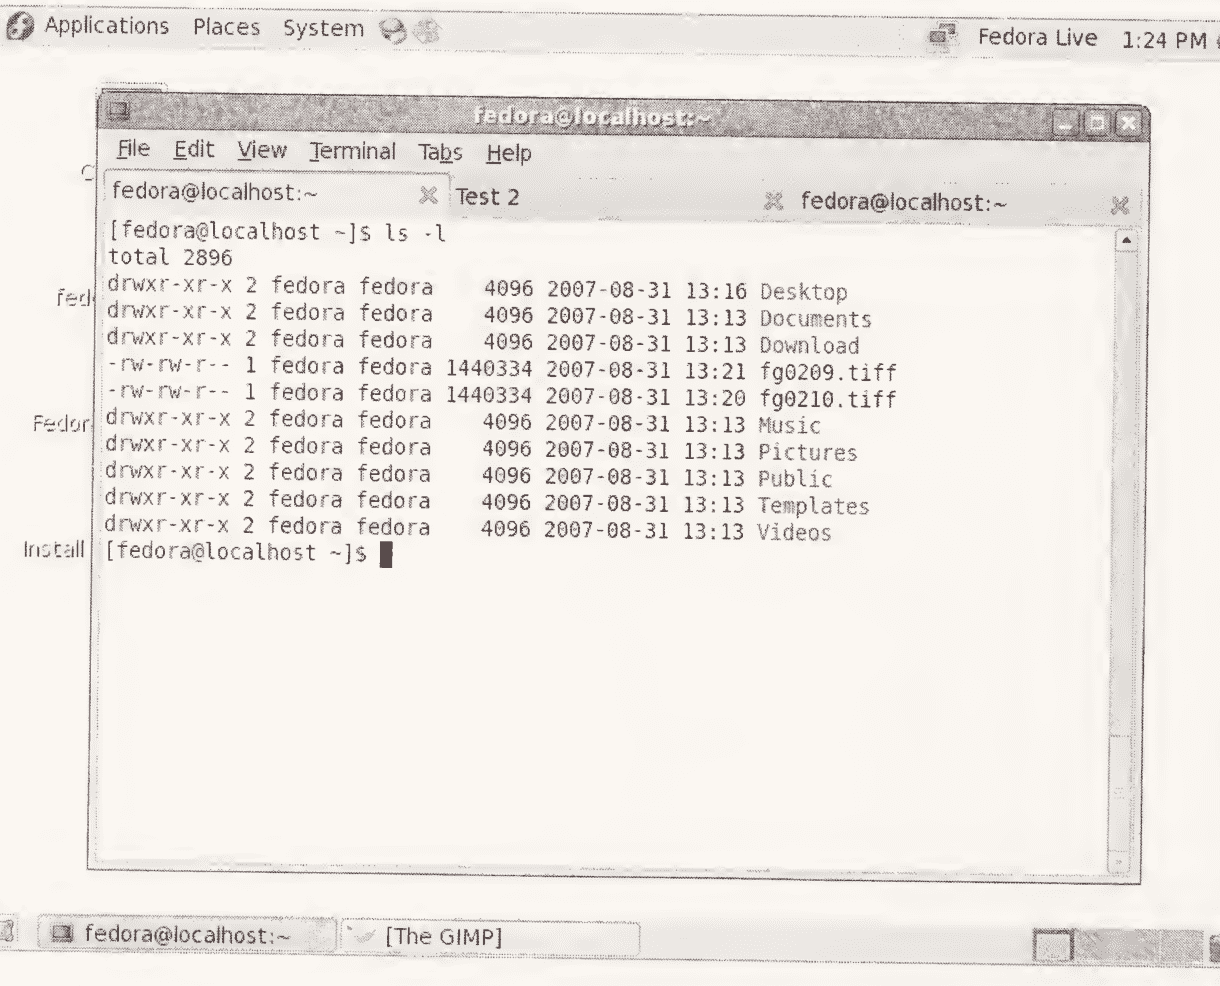 Applications Places System Fedora Live 1:24 PM
fedora@localhost:~
File Edit View Terminal Tabs Help
fedora@localhost:~ Test 2 fedora@localhost:~
[fedora@localhost ~]$ ls -l
total 2896
drwxr-xr-x 2 fedora fedora    4096 2007-08-31 13:16 Desktop
drwxr-xr-x 2 fedora fedora    4096 2007-08-31 13:13 Documents
drwxr-xr-x 2 fedora fedora    4096 2007-08-31 13:13 Download
-rw-rw-r-- 1 fedora fedora 1440334 2007-08-31 13:21 fg0209.tiff
-rw-rw-r-- 1 fedora fedora 1440334 2007-08-31 13:20 fg0210.tiff
drwxr-xr-x 2 fedora fedora    4096 2007-08-31 13:13 Music
drwxr-xr-x 2 fedora fedora    4096 2007-08-31 13:13 Pictures
drwxr-xr-x 2 fedora fedora    4096 2007-08-31 13:13 Public
drwxr-xr-x 2 fedora fedora    4096 2007-08-31 13:13 Templates
drwxr-xr-x 2 fedora fedora    4096 2007-08-31 13:13 Videos
Install
[fedora@localhost ~]$
fedora@localhost:~ [The GIMP]